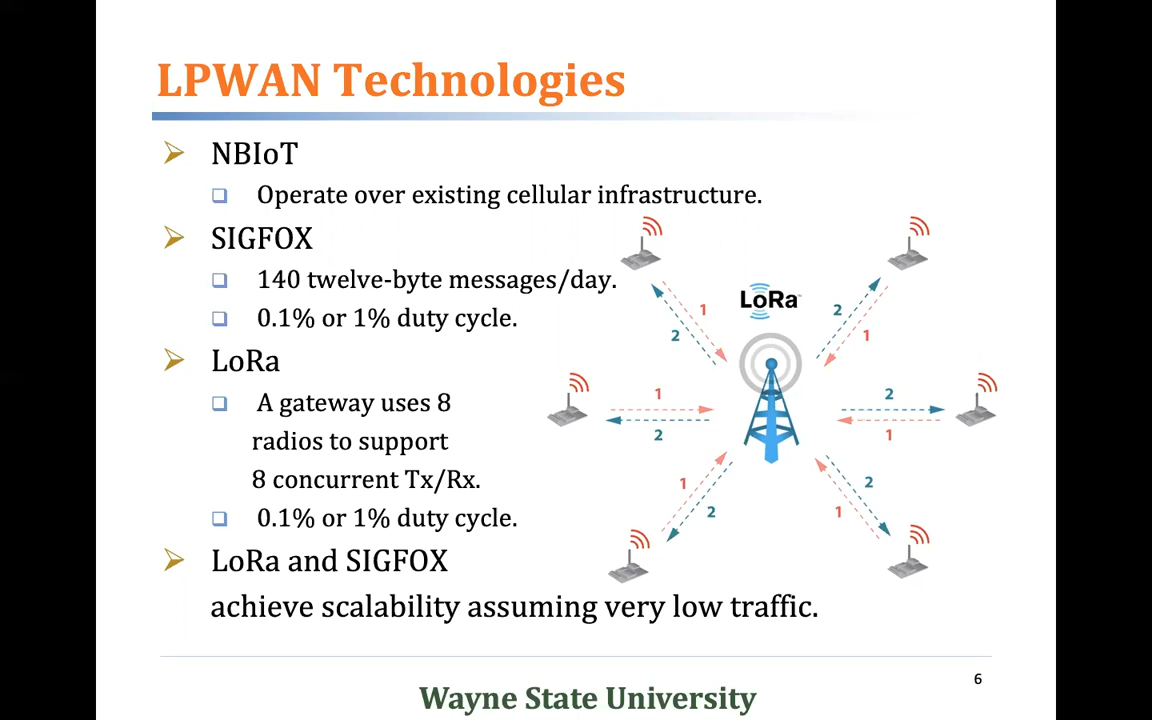 LPWAN Technologies
NBIoT
Operate over existing cellular infrastructure.
SIGFOX
140 twelve-byte messages/day.
0.1% or 1% duty cycle.
LoRa
A gateway uses 8
radios to support
8 concurrent Tx/Rx.
0.1% or 1% duty cycle.
LoRa and SIGFOX
achieve scalability assuming very low traffic.
LoRa
1
2
2
1
1
2
2
1
1
2
2
1
6
Wayne State University